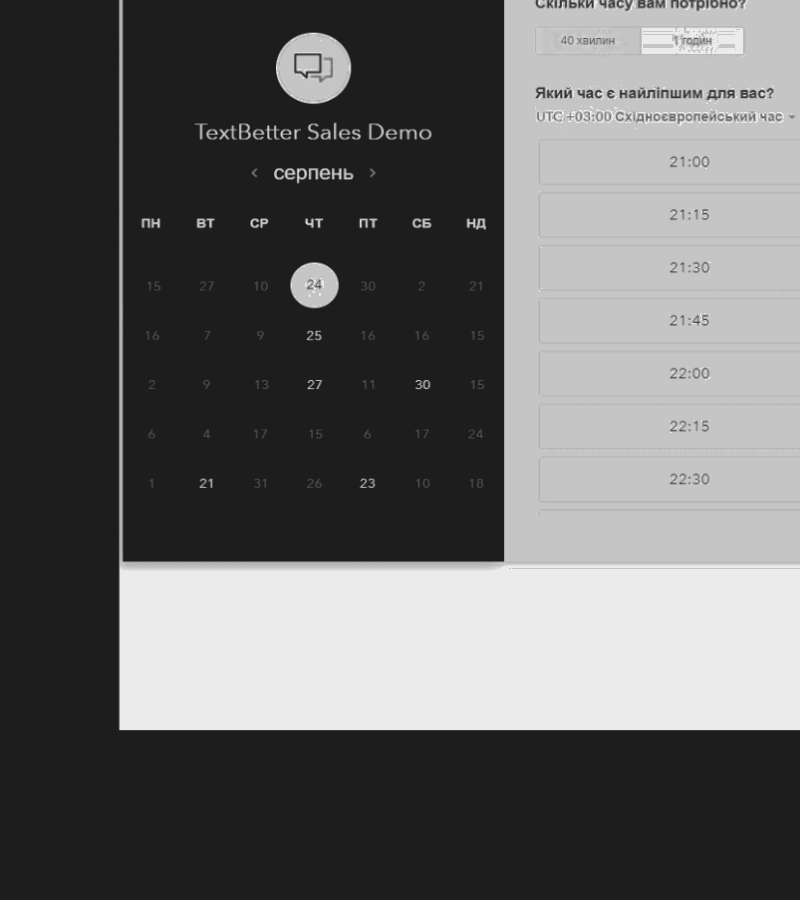 TextBetter Sales Demo
‹ серпень ›
ПН ВТ СР ЧТ ПТ СБ НД
15 27 10 24 30 2 21
16 7 9 25 16 16 15
2 9 13 27 11 30 15
6 4 17 15 6 17 24
1 21 31 26 23 10 18
Скільки часу вам потрібно?
40 хвилин 1 годин
Який час є найліпшим для вас?
UTC +03:00 Східноєвропейський час
21:00
21:15
21:30
21:45
22:00
22:15
22:30